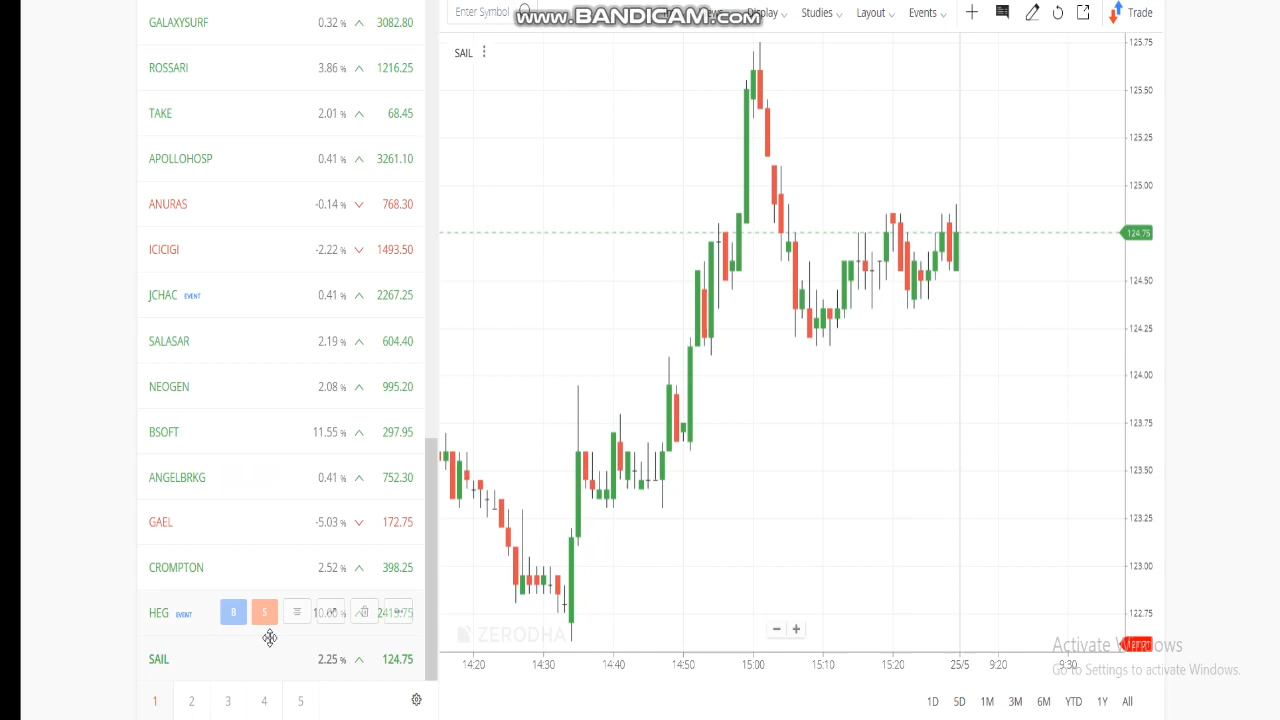 Enter Symbol
www.BANDICAM.com
Display
Studies
Layout
Events
Trade
GALAXYSURF 0.32 % 3082.80
ROSSARI 3.86 % 1216.25
TAKE 2.01 % 68.45
APOLLOHOSP 0.41 % 3261.10
ANURAS -0.14 % 768.30
ICICIGI -2.22 % 1493.50
JCHAC EVENT 0.41 % 2267.25
SALASAR 2.19 % 604.40
NEOGEN 2.08 % 995.20
BSOFT 11.55 % 297.95
ANGELBRKG 0.41 % 752.30
GAEL -5.03 % 172.75
CROMPTON 2.52 % 398.25
HEG EVENT B S
SAIL 2.25 % 124.75
1 2 3 4 5
SAIL
125.75
125.50
125.25
125.00
124.75
124.50
124.25
124.00
123.75
123.50
123.25
123.00
122.75
ZERODHA
14:20 14:30 14:40 14:50 15:00 15:10 15:20 25/5 9:20 9:30
Activate Windows
Go to Settings to activate Windows.
1D 5D 1M 3M 6M YTD 1Y All